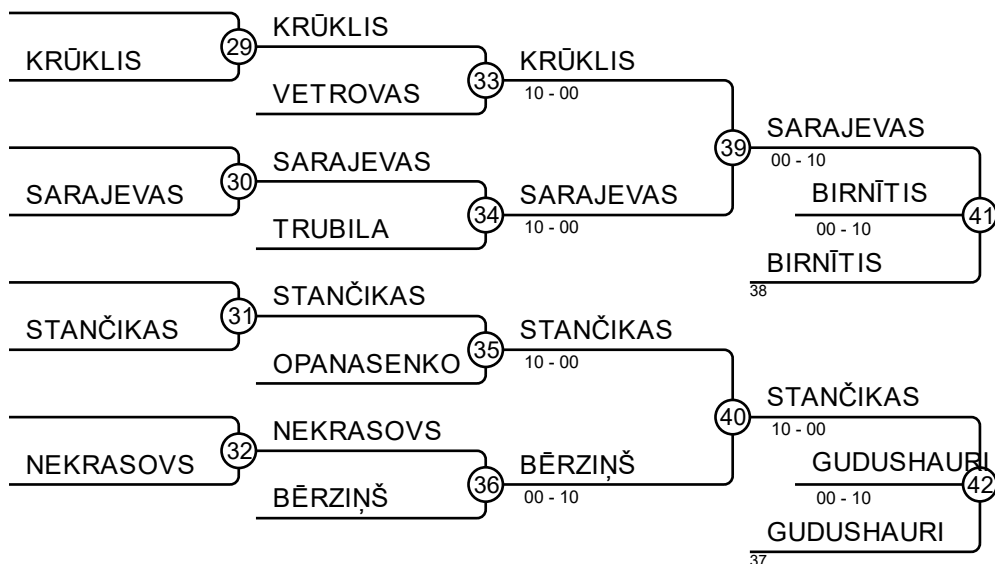 KRŪKLIS
29
KRŪKLIS
VETROVAS
33
KRŪKLIS
10 - 00
SARAJEVAS
30
SARAJEVAS
TRUBILA
34
SARAJEVAS
10 - 00
39
SARAJEVAS
00 - 10
BIRNĪTIS
00 - 10
41
BIRNĪTIS
38
STANČIKAS
31
STANČIKAS
OPANASENKO
35
STANČIKAS
10 - 00
NEKRASOVS
32
NEKRASOVS
BĒRZIŅŠ
36
BĒRZIŅŠ
00 - 10
40
STANČIKAS
10 - 00
GUDUSHAURI
00 - 10
42
GUDUSHAURI
37